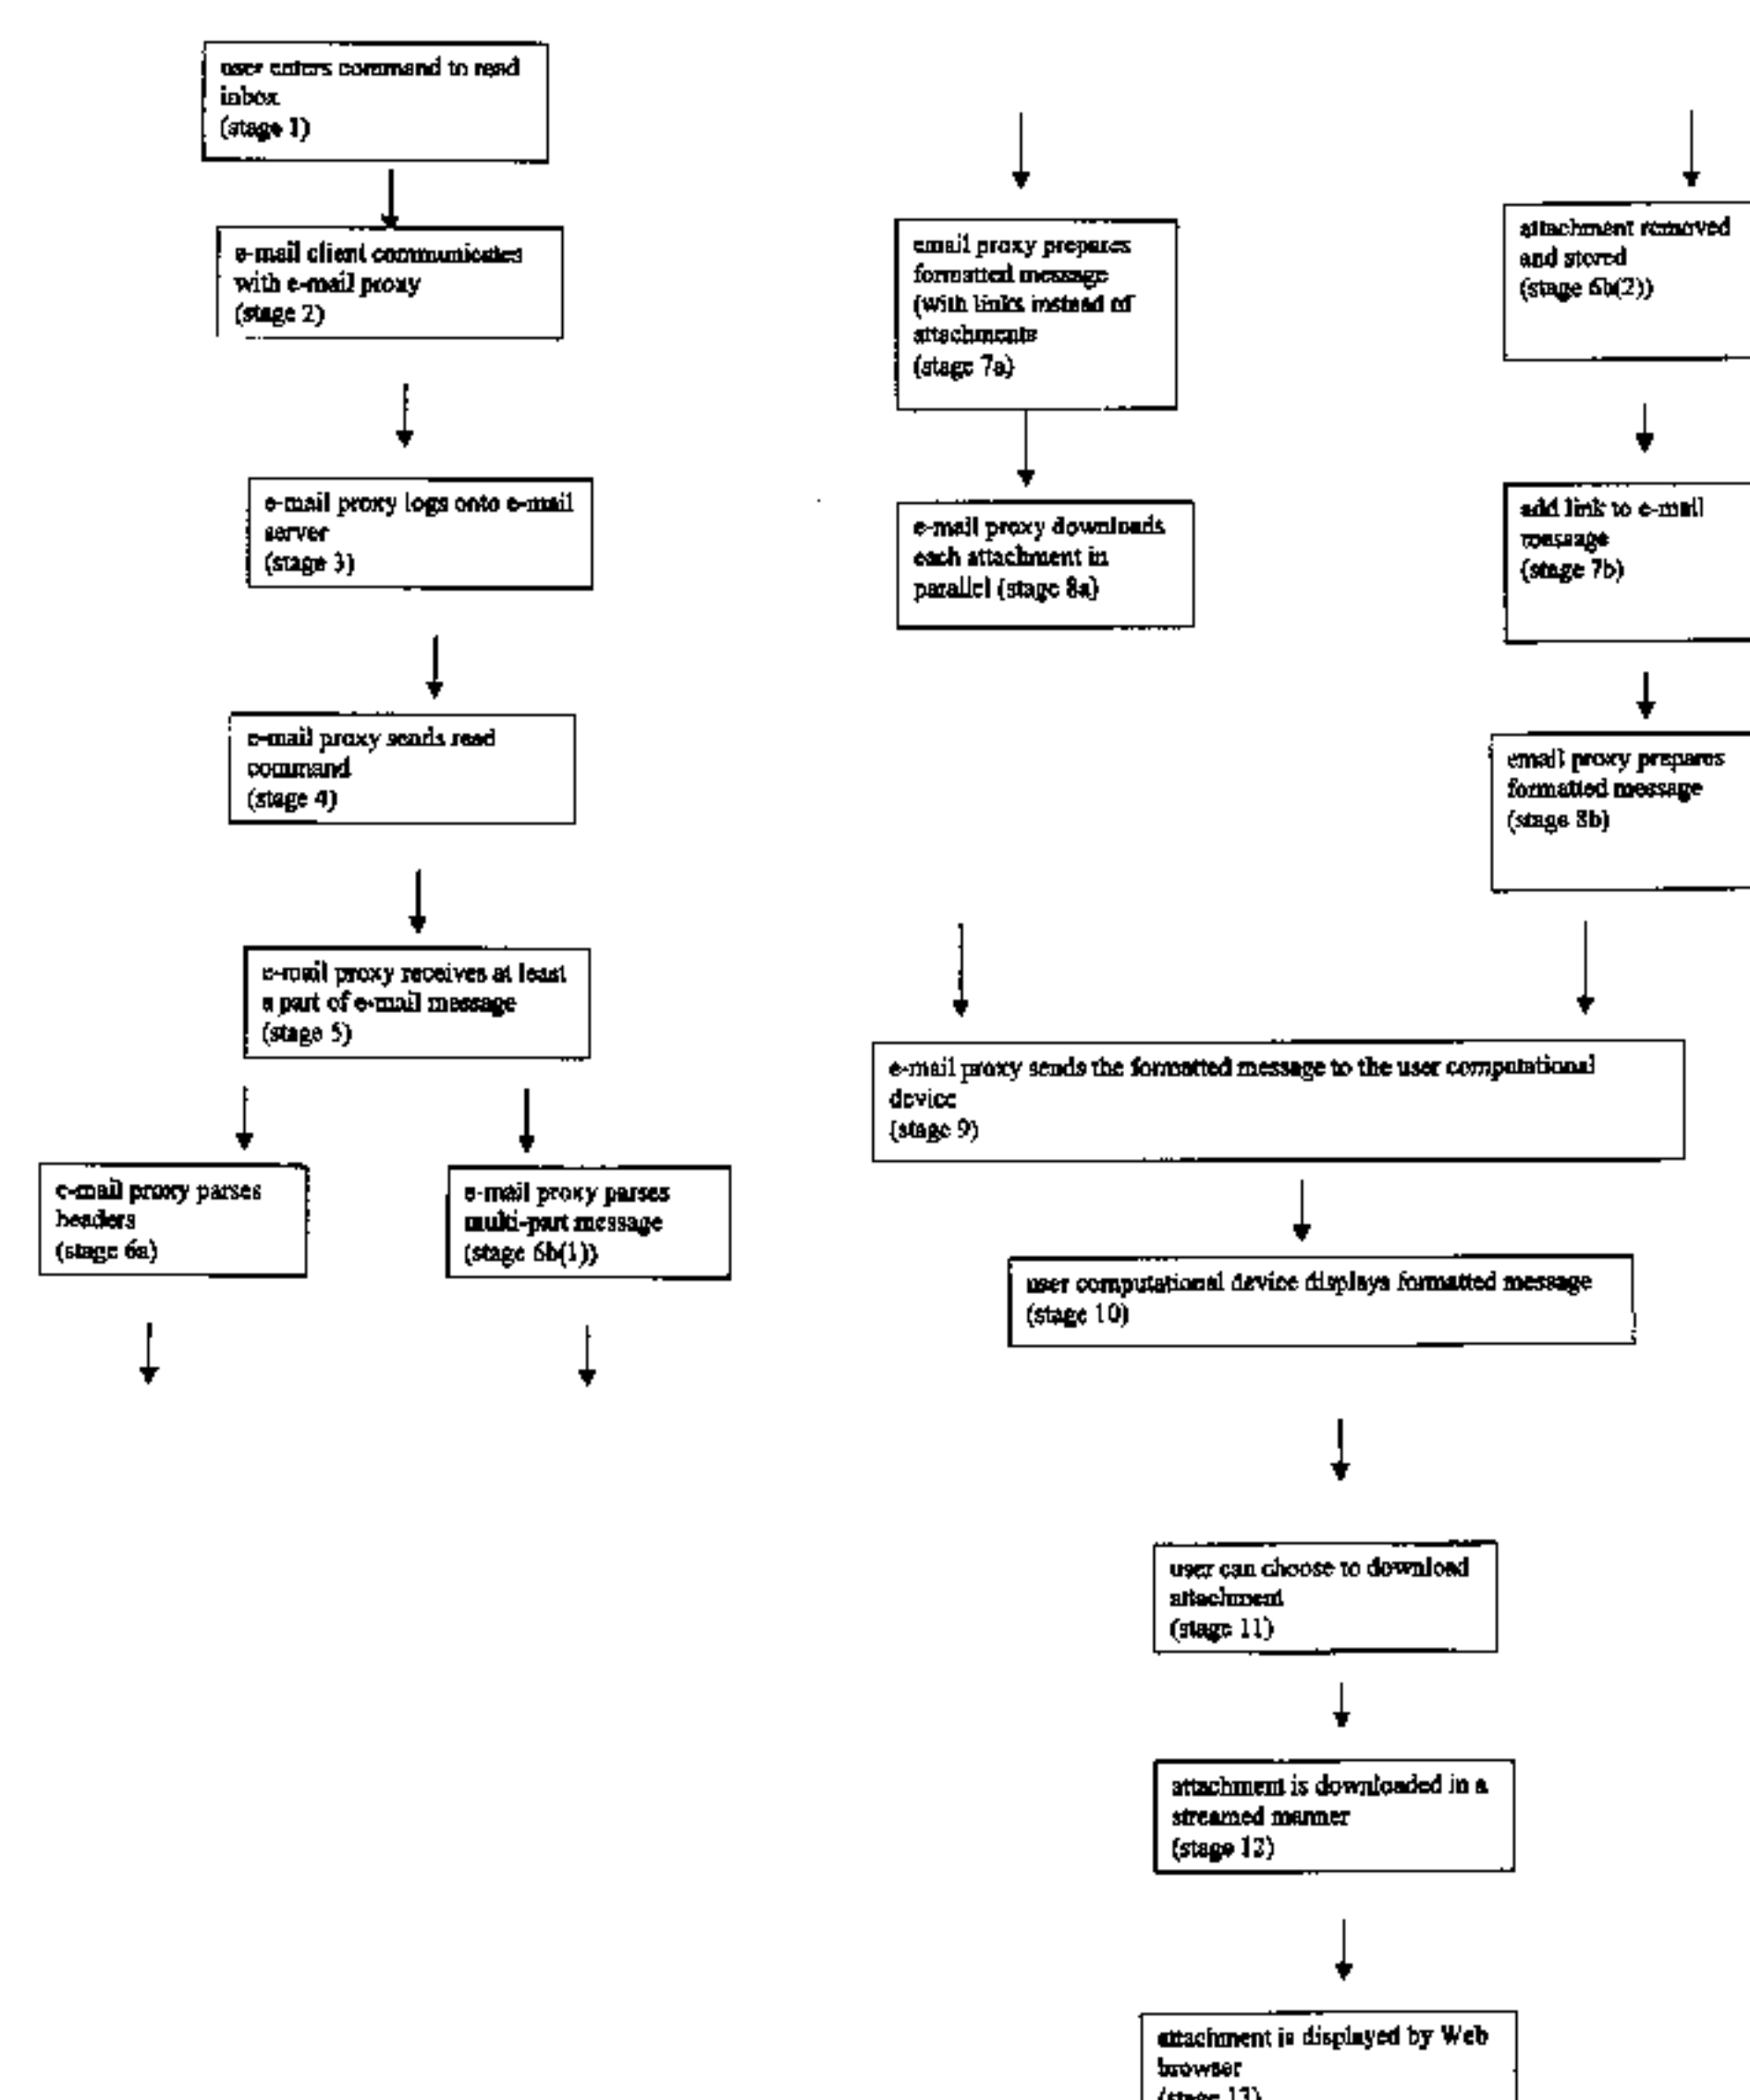 user enters command to read
inbox
(stage 1)
e-mail client communicates
with e-mail proxy
(stage 2)
e-mail proxy logs onto e-mail
server
(stage 3)
e-mail proxy sends read
command
(stage 4)
e-mail proxy receives at least
a part of e-mail message
(stage 5)
e-mail proxy parses
headers
(stage 6a)
e-mail proxy parses
multi-part message
(stage 6b(1))
email proxy prepares
formatted message
(with links instead of
attachments
(stage 7a)
e-mail proxy downloads
each attachment in
parallel (stage 8a)
attachment removed
and stored
(stage 6b(2))
add link to e-mail
message
(stage 7b)
email proxy prepares
formatted message
(stage 8b)
e-mail proxy sends the formatted message to the user computational
device
(stage 9)
user computational device displays formatted message
(stage 10)
user can choose to download
attachment
(stage 11)
attachment is downloaded in a
streamed manner
(stage 12)
attachment is displayed by Web
browser
(stage 13)